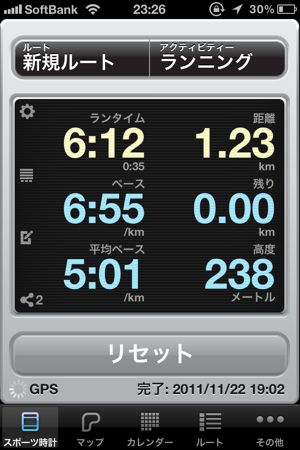 SoftBank 23:26 30%
ルート アクティビティー
新規ルート ランニング
ランタイム 距離
6:12 1.23
0:35 km
ペース 残り
6:55 0.00
/km km
平均ペース 高度
5:01 238
/km メートル
2
リセット
GPS 完了: 2011/11/22 19:02
スポーツ時計 マップ カレンダー ルート その他